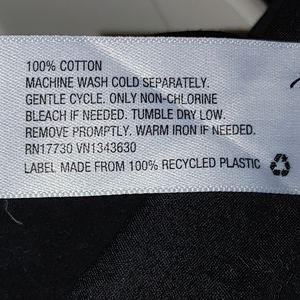 100% COTTON
MACHINE WASH COLD SEPARATELY.
GENTLE CYCLE. ONLY NON-CHLORINE
BLEACH IF NEEDED. TUMBLE DRY LOW.
REMOVE PROMPTLY. WARM IRON IF NEEDED.
RN17730 VN1343630
LABEL MADE FROM 100% RECYCLED PLASTIC